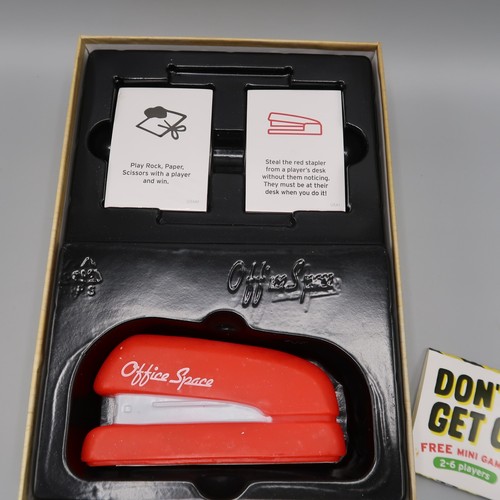 Play Rock, Paper,
Scissors with a player
and win.
Steal the red stapler
from a player's desk
without them noticing.
They must be at their
desk when you do it!
Office Space
Office Space
DON'
GET
FREE MINI GAM
2-6 players